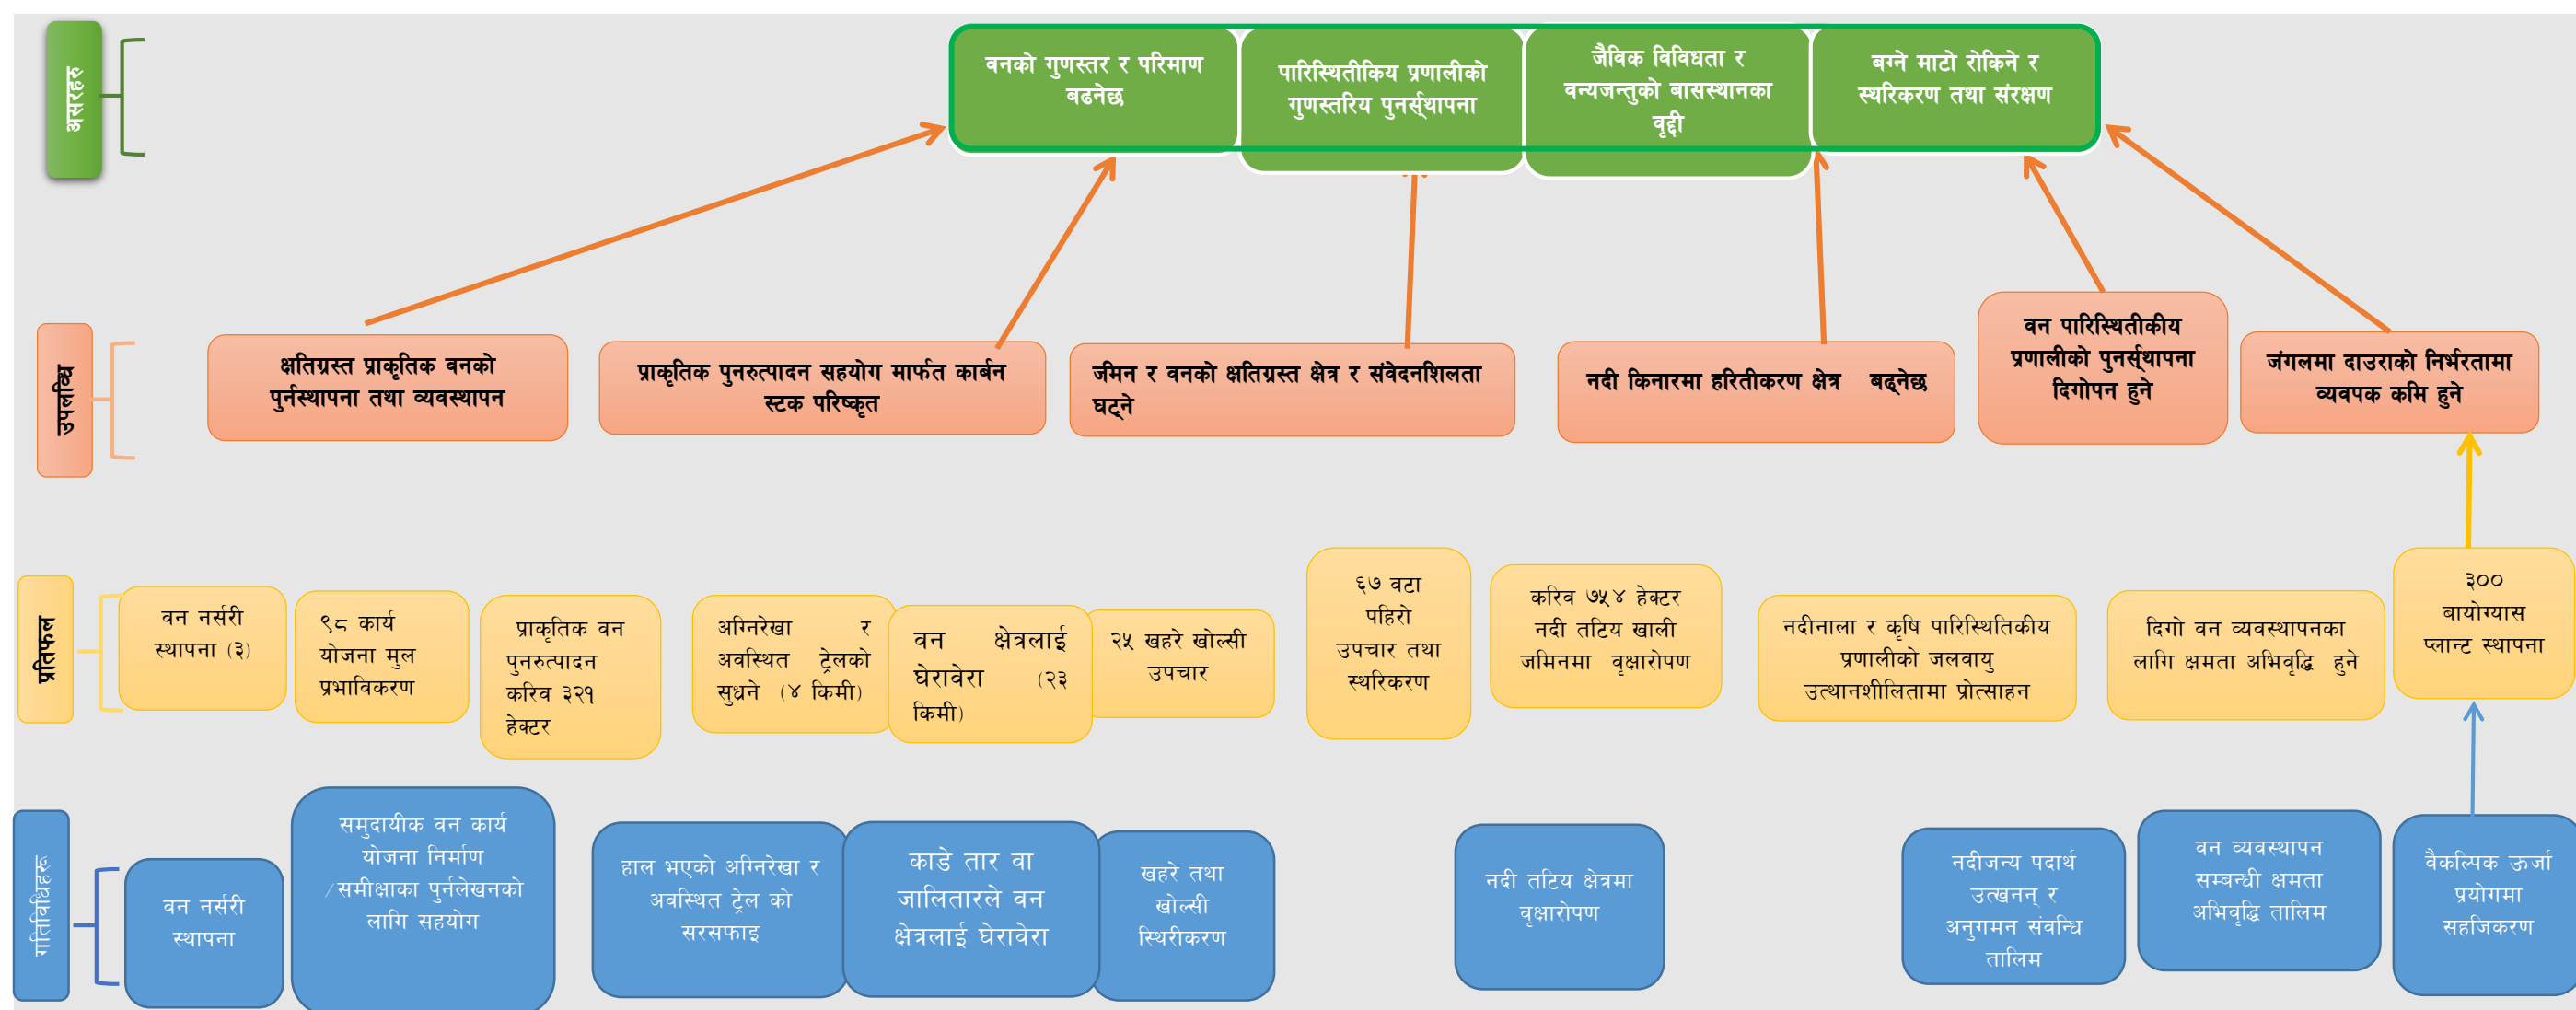 असरहरु
वनको गुणस्तर र परिमाण
बढनेछ
पारिस्थितीकिय प्रणालीको
गुणस्तरिय पुनर्स्थापना
जैविक विविधता र
वन्यजन्तुको बासस्थानका
वृद्दी
बग्ने माटो रोकिने र
स्थरिकरण तथा संरक्षण
उपलब्धि
क्षतिग्रस्त प्राकृतिक वनको
पुर्नस्थापना तथा व्यवस्थापन
प्राकृतिक पुनरुत्पादन सहयोग मार्फत कार्बन
स्टक परिष्कृत
जमिन र वनको क्षतिग्रस्त क्षेत्र र संवेदनशिलता
घट्ने
नदी किनारमा हरितीकरण क्षेत्र बढ्नेछ
वन पारिस्थितीकीय
प्रणालीको पुनर्स्थापना
दिगोपन हुने
जंगलमा दाउराको निर्भरतामा
व्यवपक कमि हुने
प्रतिफल
वन नर्सरी
स्थापना (३)
९८ कार्य
योजना मुल
प्रभाविकरण
प्राकृतिक वन
पुनरुत्पादन
करिव ३२१
हेक्टर
अग्निरेखा र
अवस्थित ट्रेलको
सुध्रने (४ किमी)
वन क्षेत्रलाई
घेरावेरा (२३
किमी)
२५ खहरे खोल्सी
उपचार
६७ वटा
पहिरो
उपचार तथा
स्थरिकरण
करिव ७५४ हेक्टर
नदी तटिय खाली
जमिनमा वृक्षारोपण
नदीनाला र कृषि पारिस्थितिकीय
प्रणालीको जलवायु
उत्थानशीलितामा प्रोत्साहन
दिगो वन व्यवस्थापनका
लागि क्षमता अभिवृद्धि हुने
३००
बायोग्यास
प्लान्ट स्थापना
गतिविधिहरू
वन नर्सरी
स्थापना
समुदायीक वन कार्य
योजना निर्माण
/समीक्षाका पुर्नलेखनको
लागि सहयोग
हाल भएको अग्निरेखा र
अवस्थित ट्रेल को
सरसफाइ
काडे तार वा
जालितारले वन
क्षेत्रलाई घेरावेरा
खहरे तथा
खोल्सी
स्थिरीकरण
नदी तटिय क्षेत्रमा
वृक्षारोपण
नदीजन्य पदार्थ
उत्खनन् र
अनुगमन संवन्धि
तालिम
वन व्यवस्थापन
सम्बन्धी क्षमता
अभिवृद्धि तालिम
वैकल्पिक ऊर्जा
प्रयोगमा
सहजिकरण